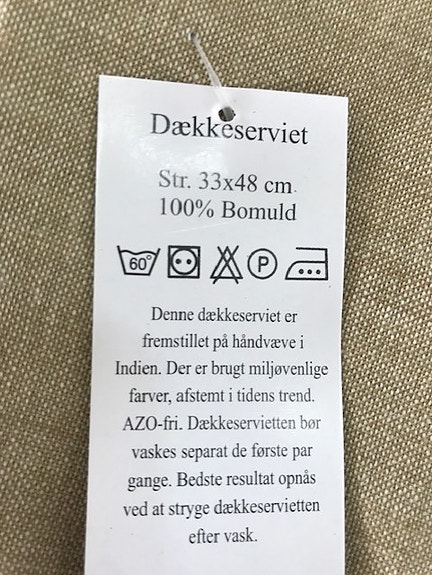 Dækkeserviet
Str. 33x48 cm.
100% Bomuld
60° P
Denne dækkeserviet er
fremstillet på håndvæve i
Indien. Der er brugt miljøvenlige
farver, afstemt i tidens trend.
AZO-fri. Dækkeservietten bør
vaskes separat de første par
gange. Bedste resultat opnås
ved at stryge dækkeservietten
efter vask.